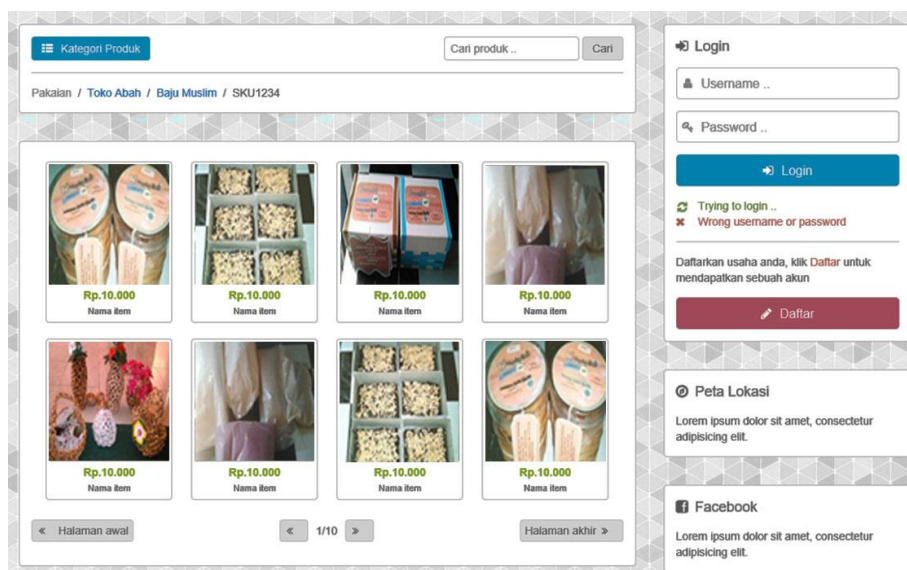 Kategori Produk
Cari produk ..
Cari
Pakaian / Toko Abah / Baju Muslim / SKU1234
Rp.10.000
Nama item
Rp.10.000
Nama item
Rp.10.000
Nama item
Rp.10.000
Nama item
Rp.10.000
Nama item
Rp.10.000
Nama item
Rp.10.000
Nama item
Rp.10.000
Nama item
« Halaman awal
« 1/10 »
Halaman akhir »
Login
Username ..
Password ..
Login
Trying to login ..
Wrong username or password
Daftarkan usaha anda, klik Daftar untuk
mendapatkan sebuah akun
Daftar
Peta Lokasi
Lorem ipsum dolor sit amet, consectetur
adipisicing elit.
Facebook
Lorem ipsum dolor sit amet, consectetur
adipisicing elit.